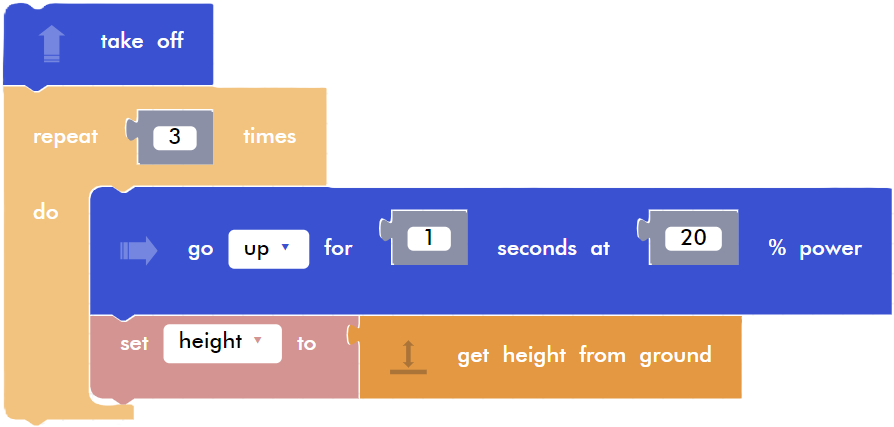 take off
repeat 3 times
do
go up for 1 seconds at 20 % power
set height to get height from ground